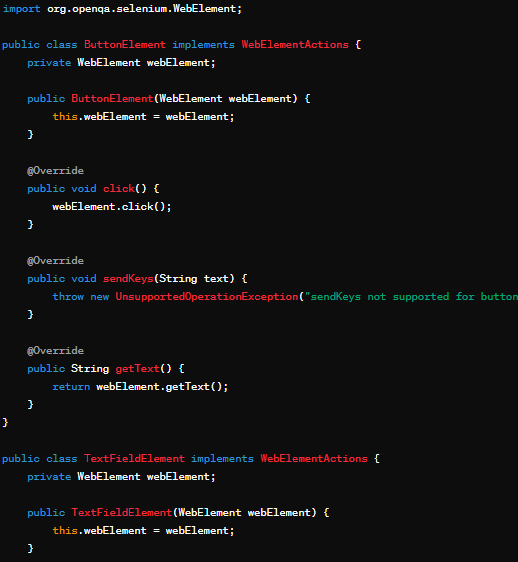 import org.openqa.selenium.WebElement;
public class ButtonElement implements WebElementActions {
    private WebElement webElement;
    public ButtonElement(WebElement webElement) {
        this.webElement = webElement;
    }
    @Override
    public void click() {
        webElement.click();
    }
    @Override
    public void sendKeys(String text) {
        throw new UnsupportedOperationException("sendKeys not supported for button
    }
    @Override
    public String getText() {
        return webElement.getText();
    }
}
public class TextFieldElement implements WebElementActions {
    private WebElement webElement;
    public TextFieldElement(WebElement webElement) {
        this.webElement = webElement;
    }